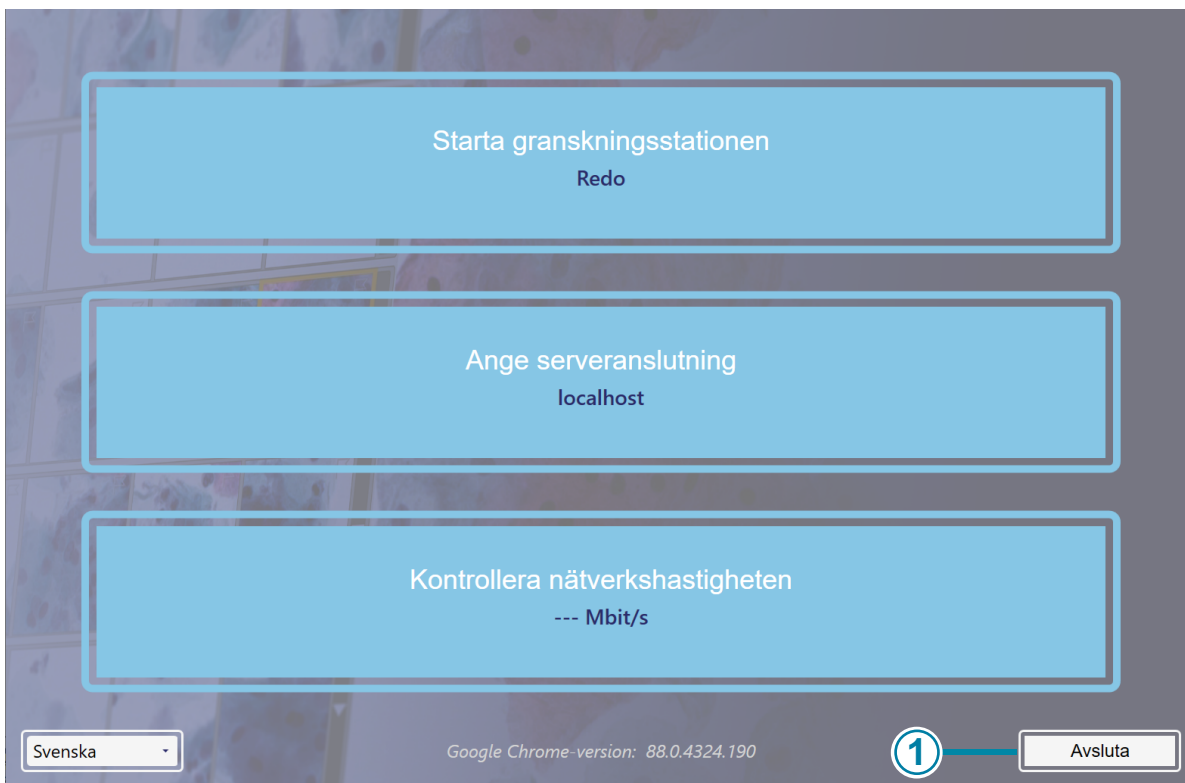 Starta granskningsstationen
Redo
Ange serveranslutning
localhost
Kontrollera nätverkshastigheten
--- Mbit/s
Svenska
Google Chrome-version: 88.0.4324.190
1
Avsluta